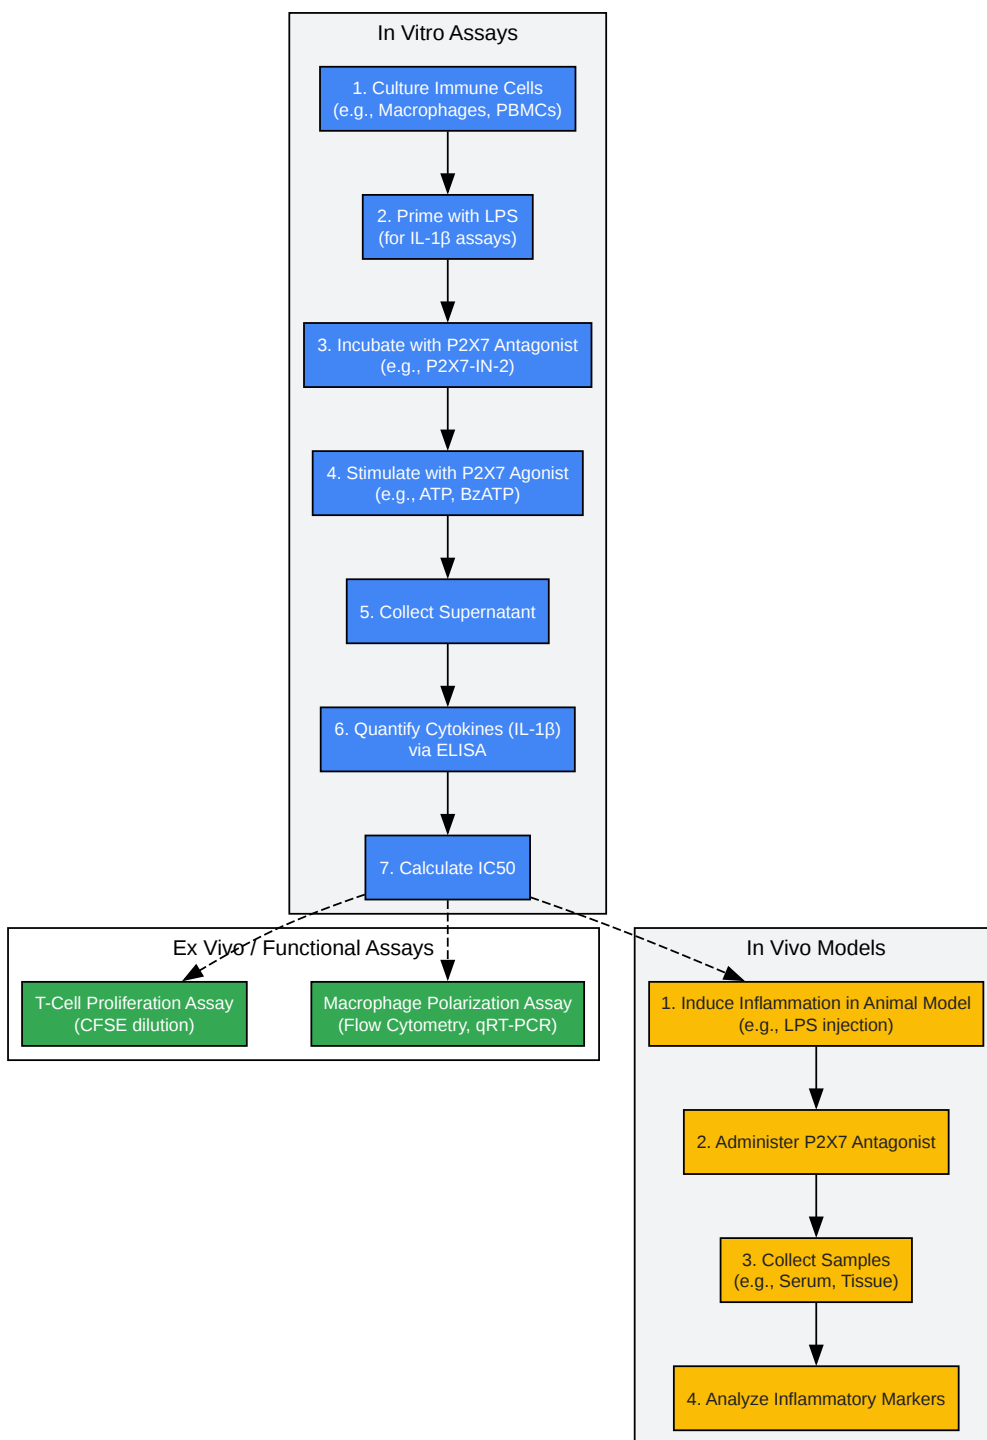 In Vitro Assays
1. Culture Immune Cells
(e.g., Macrophages, PBMCs)
2. Prime with LPS
(for IL-1β assays)
3. Incubate with P2X7 Antagonist
(e.g., P2X7-IN-2)
4. Stimulate with P2X7 Agonist
(e.g., ATP, BzATP)
5. Collect Supernatant
6. Quantify Cytokines (IL-1β)
via ELISA
7. Calculate IC50
Ex Vivo / Functional Assays
T-Cell Proliferation Assay
(CFSE dilution)
Macrophage Polarization Assay
(Flow Cytometry, qRT-PCR)
In Vivo Models
1. Induce Inflammation in Animal Model
(e.g., LPS injection)
2. Administer P2X7 Antagonist
3. Collect Samples
(e.g., Serum, Tissue)
4. Analyze Inflammatory Markers